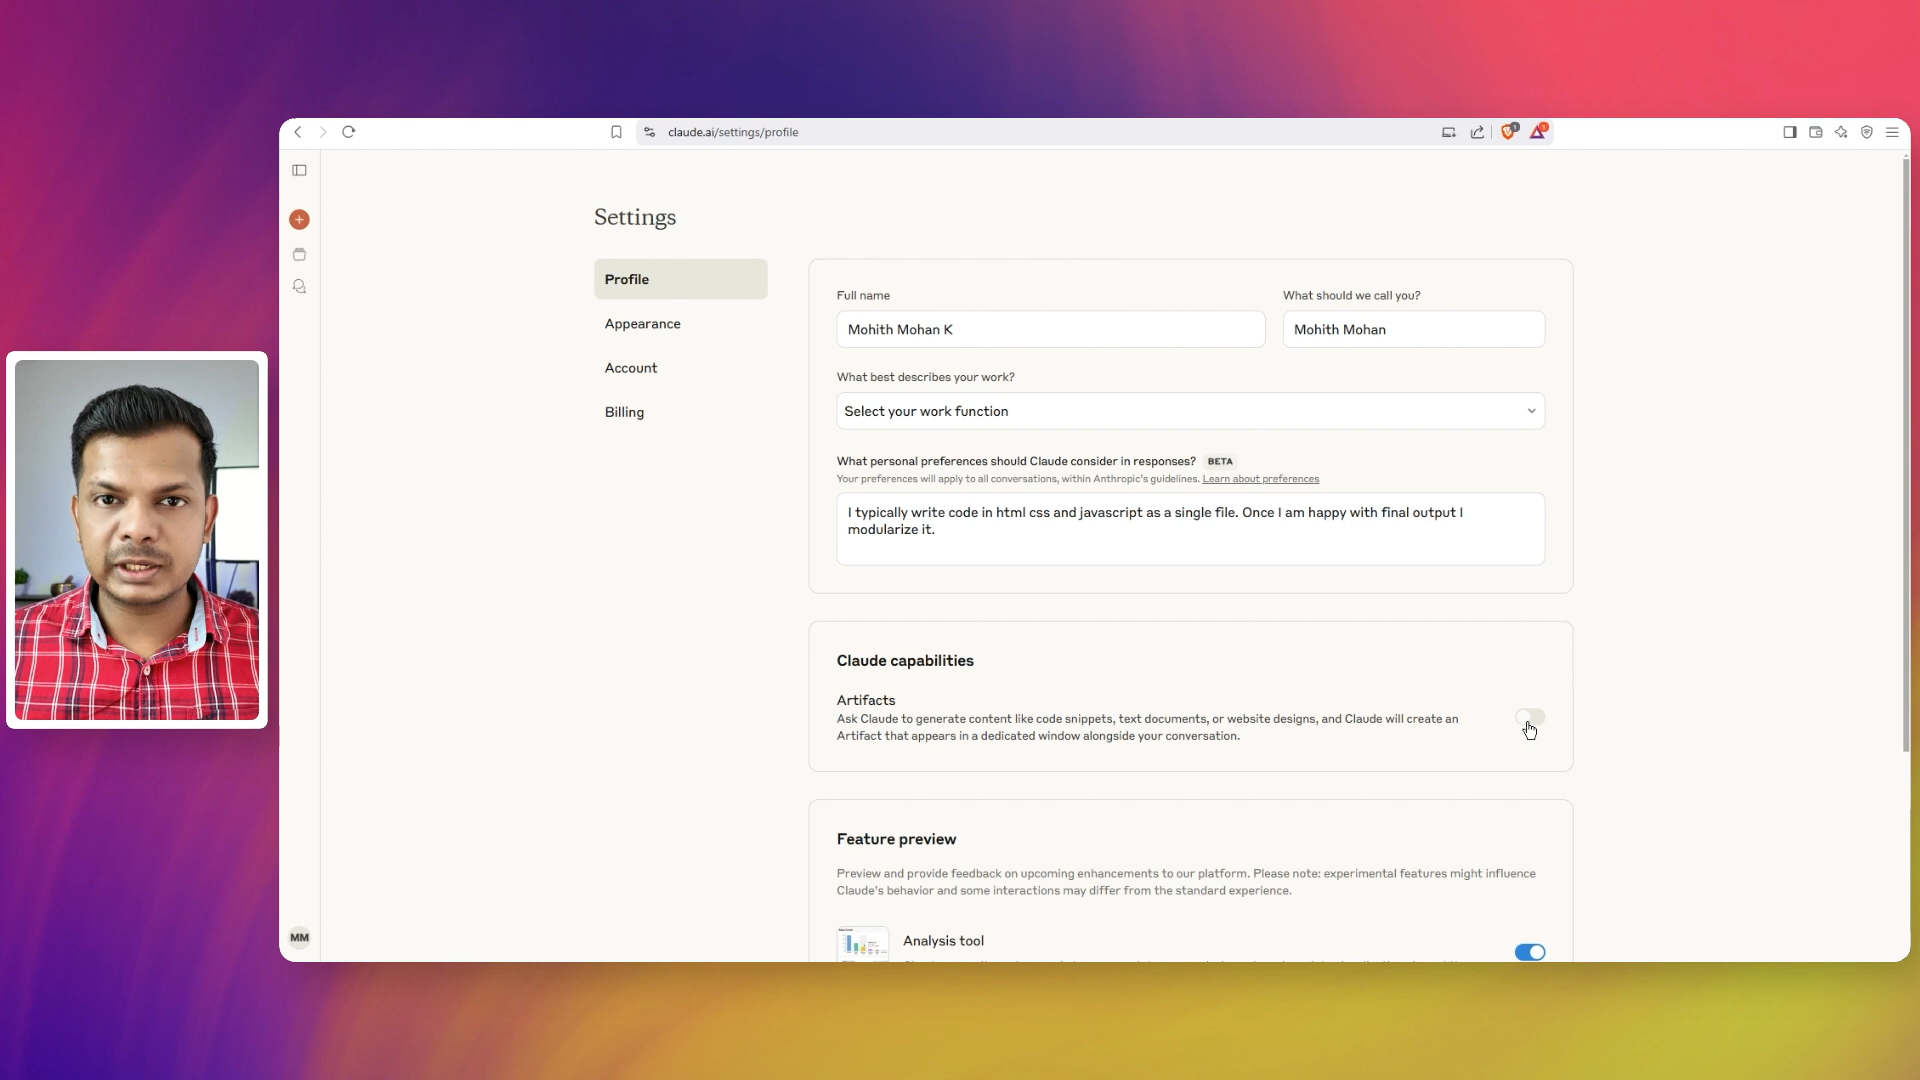 claude.ai/settings/profile
1
1
Settings
Profile
Appearance
Account
Billing
Full name
What should we call you?
Mohith Mohan K
Mohith Mohan
What best describes your work?
Select your work function
What personal preferences should Claude consider in responses? BETA
Your preferences will apply to all conversations, within Anthropic's guidelines. Learn about preferences
I typically write code in html css and javascript as a single file. Once I am happy with final output I
modularize it.
Claude capabilities
Artifacts
Ask Claude to generate content like code snippets, text documents, or website designs, and Claude will create an
Artifact that appears in a dedicated window alongside your conversation.
Feature preview
Preview and provide feedback on upcoming enhancements to our platform. Please note: experimental features might influence
Claude's behavior and some interactions may differ from the standard experience.
Analysis tool
MM